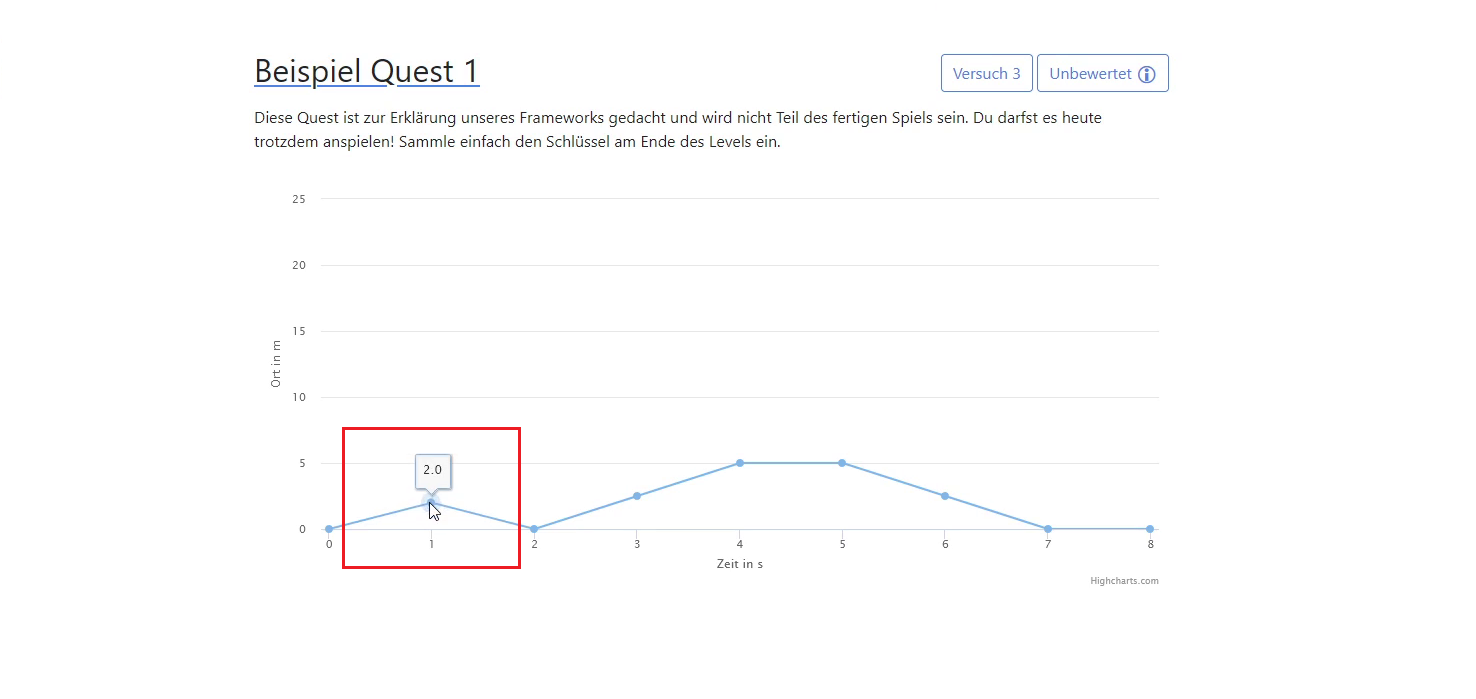 Beispiel Quest 1
Versuch 3
Unbewertet
Diese Quest ist zur Erklärung unseres Frameworks gedacht und wird nicht Teil des fertigen Spiels sein. Du darfst es heute
trotzdem anspielen! Sammle einfach den Schlüssel am Ende des Levels ein.
25
20
15
10
5
0
Ort in m
2.0
0 1 2 3 4 5 6 7 8
Zeit in s
Highcharts.com